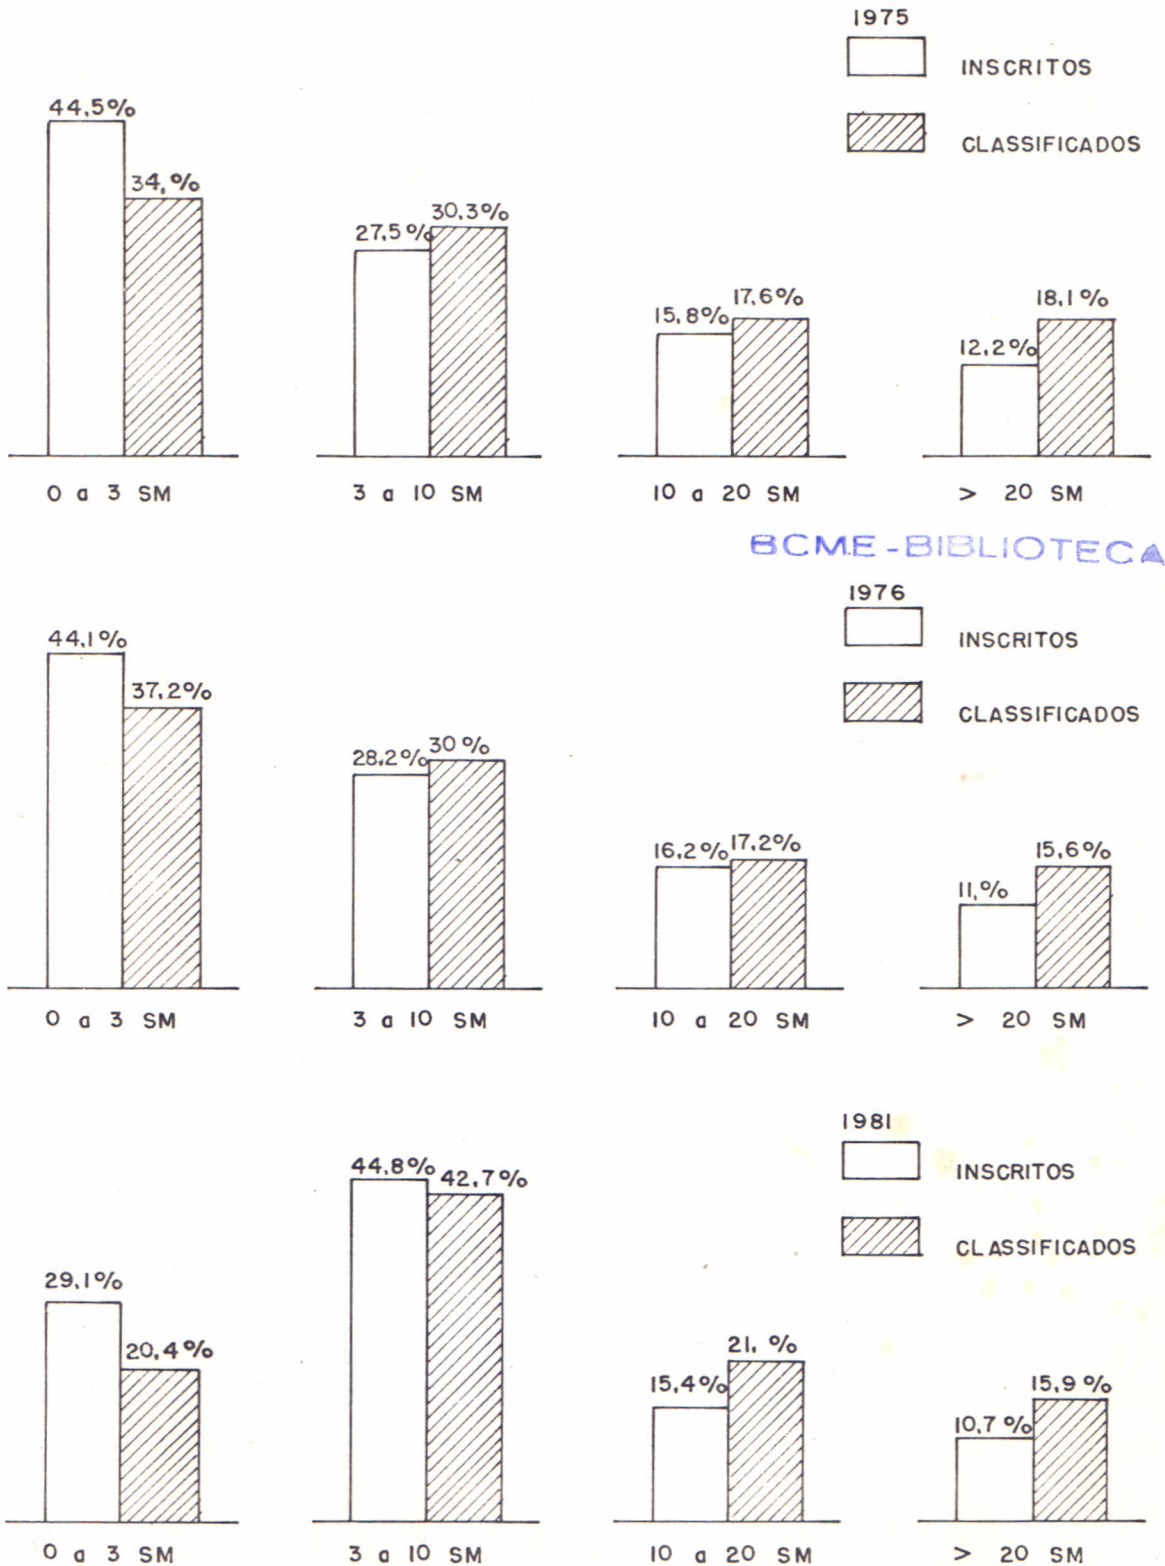 1975
INSCRITOS
CLASSIFICADOS
44,5%
34,%
27,5%
30,3%
15,8%
17,6%
12,2%
18,1%
0 a 3 SM
3 a 10 SM
10 a 20 SM
> 20 SM
BCME-BIBLIOTECA
1976
INSCRITOS
CLASSIFICADOS
44,1%
37,2%
28,2%
30%
16,2%
17,2%
11,%
15,6%
0 a 3 SM
3 a 10 SM
10 a 20 SM
> 20 SM
1981
INSCRITOS
CLASSIFICADOS
29,1%
20,4%
44,8%
42,7%
15,4%
21, %
10,7%
15,9%
0 a 3 SM
3 a 10 SM
10 a 20 SM
> 20 SM